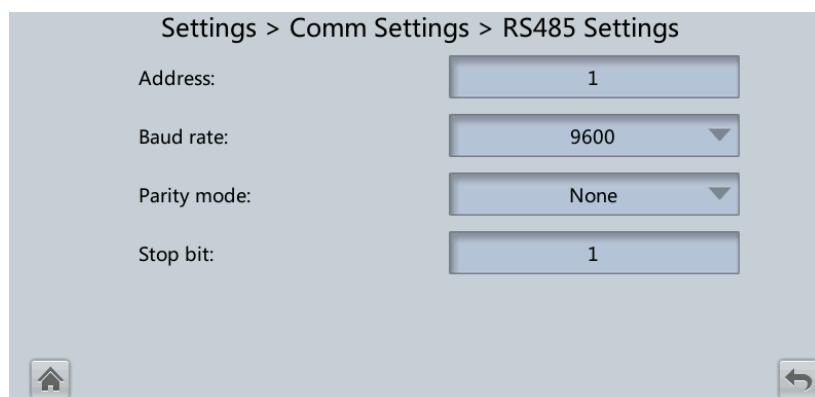 Settings > Comm Settings > RS485 Settings
Address: 1
Baud rate: 9600
Parity mode: None
Stop bit: 1